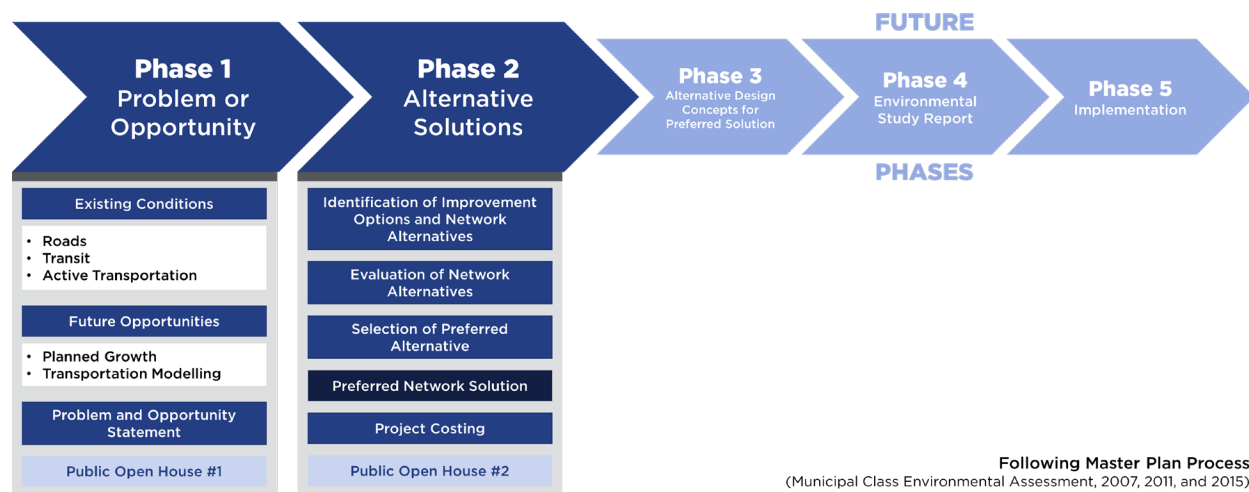 Phase 1
Problem or
Opportunity
Existing Conditions
• Roads
• Transit
• Active Transportation
Future Opportunities
• Planned Growth
• Transportation Modelling
Problem and Opportunity
Statement
Public Open House #1
Phase 2
Alternative
Solutions
Identification of Improvement
Options and Network
Alternatives
Evaluation of Network
Alternatives
Selection of Preferred
Alternative
Preferred Network Solution
Project Costing
Public Open House #2
FUTURE
Phase 3
Alternative Design
Concepts for
Preferred Solution
Phase 4
Environmental
Study Report
Phase 5
Implementation
PHASES
Following Master Plan Process
(Municipal Class Environmental Assessment, 2007, 2011, and 2015)